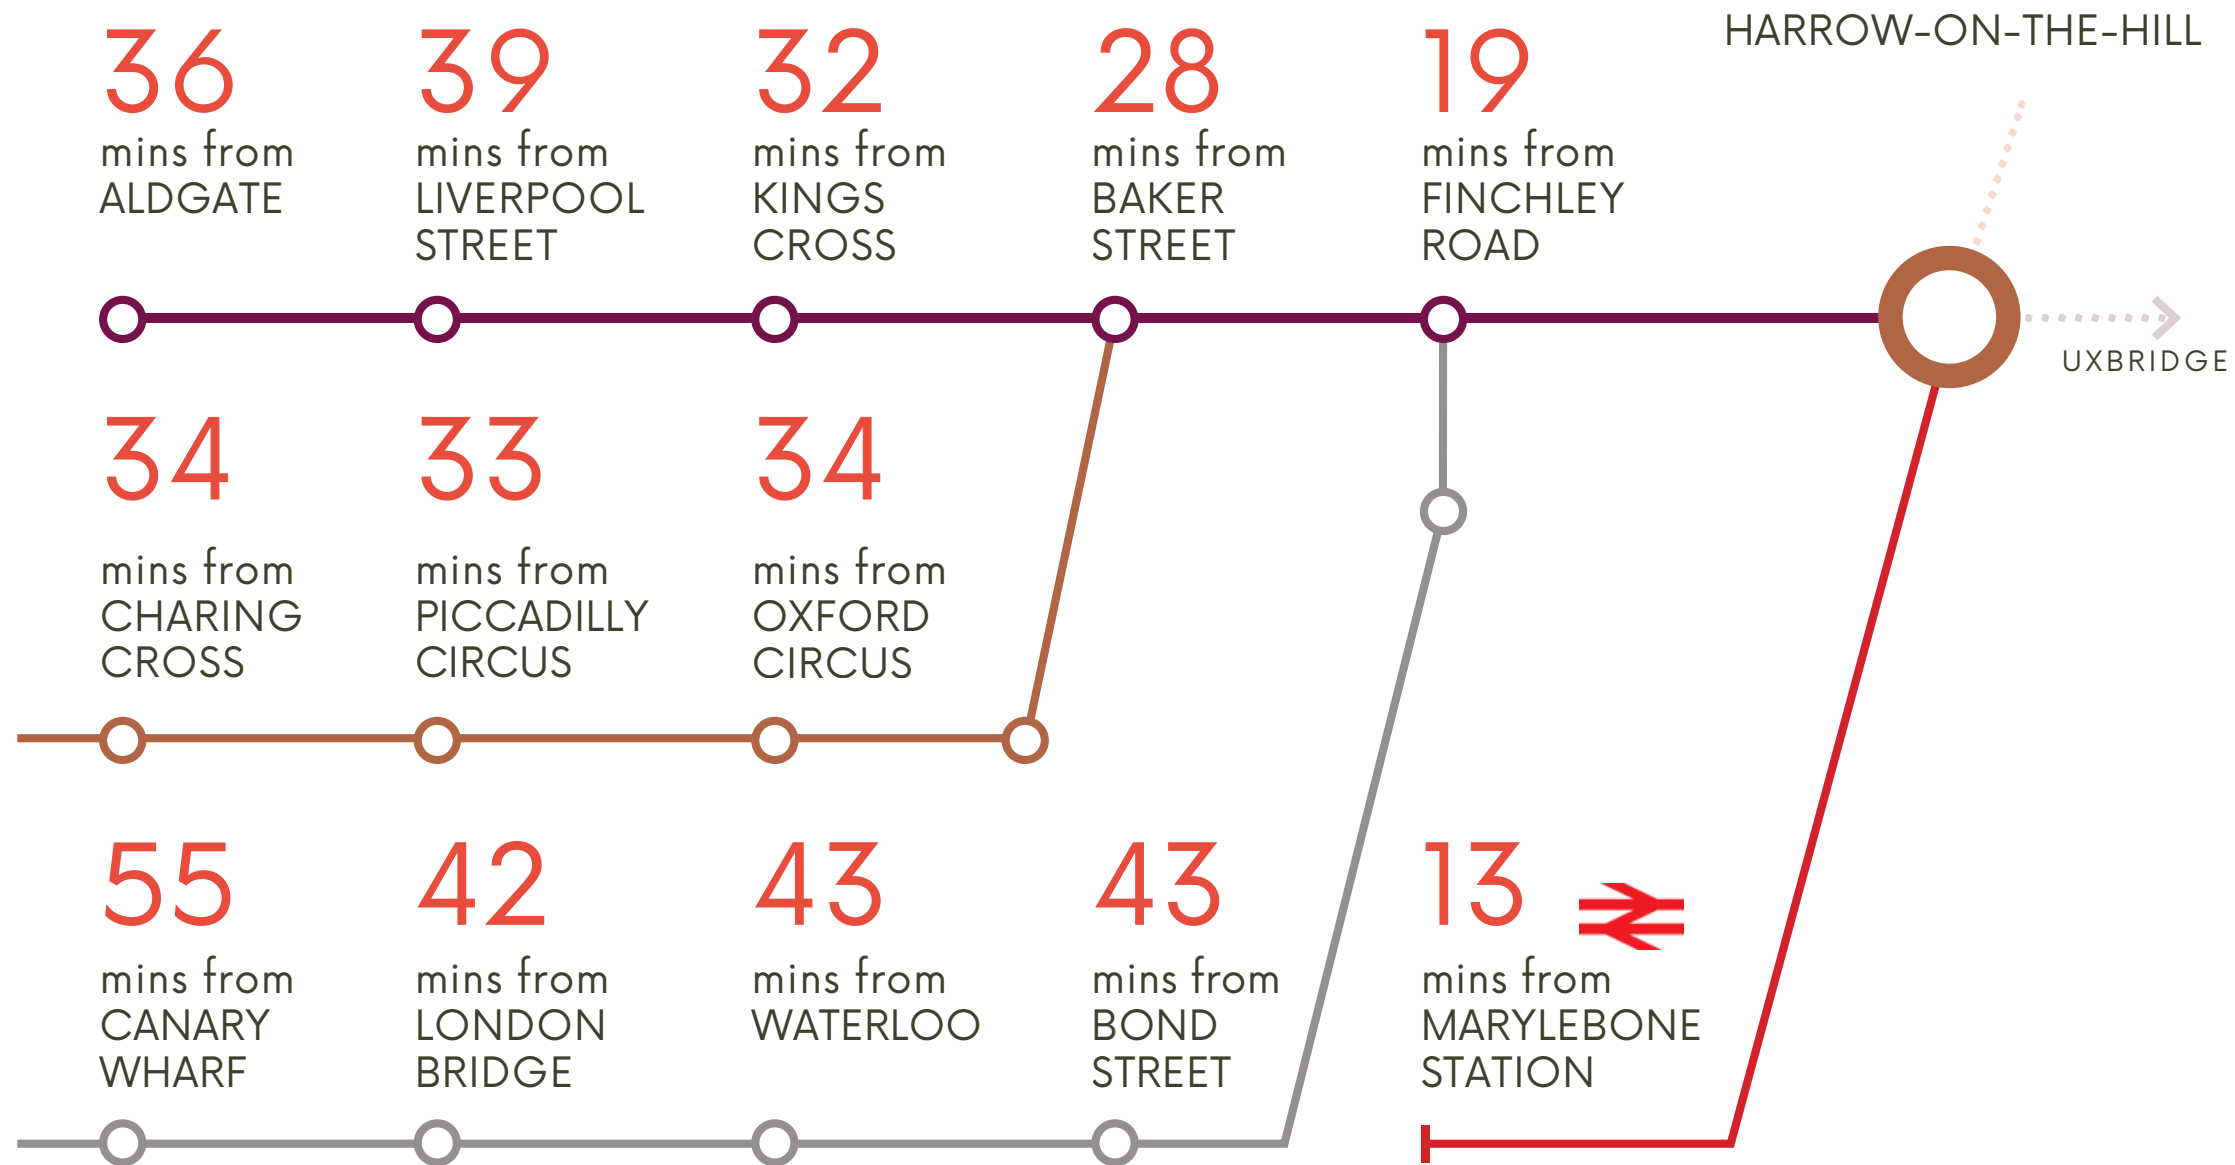 HARROW-ON-THE-HILL
36
mins from
ALDGATE
39
mins from
LIVERPOOL
STREET
32
mins from
KINGS
CROSS
28
mins from
BAKER
STREET
19
mins from
FINCHLEY
ROAD
UXBRIDGE
34
mins from
CHARING
CROSS
33
mins from
PICCADILLY
CIRCUS
34
mins from
OXFORD
CIRCUS
55
mins from
CANARY
WHARF
42
mins from
LONDON
BRIDGE
43
mins from
WATERLOO
43
mins from
BOND
STREET
13
mins from
MARYLEBONE
STATION